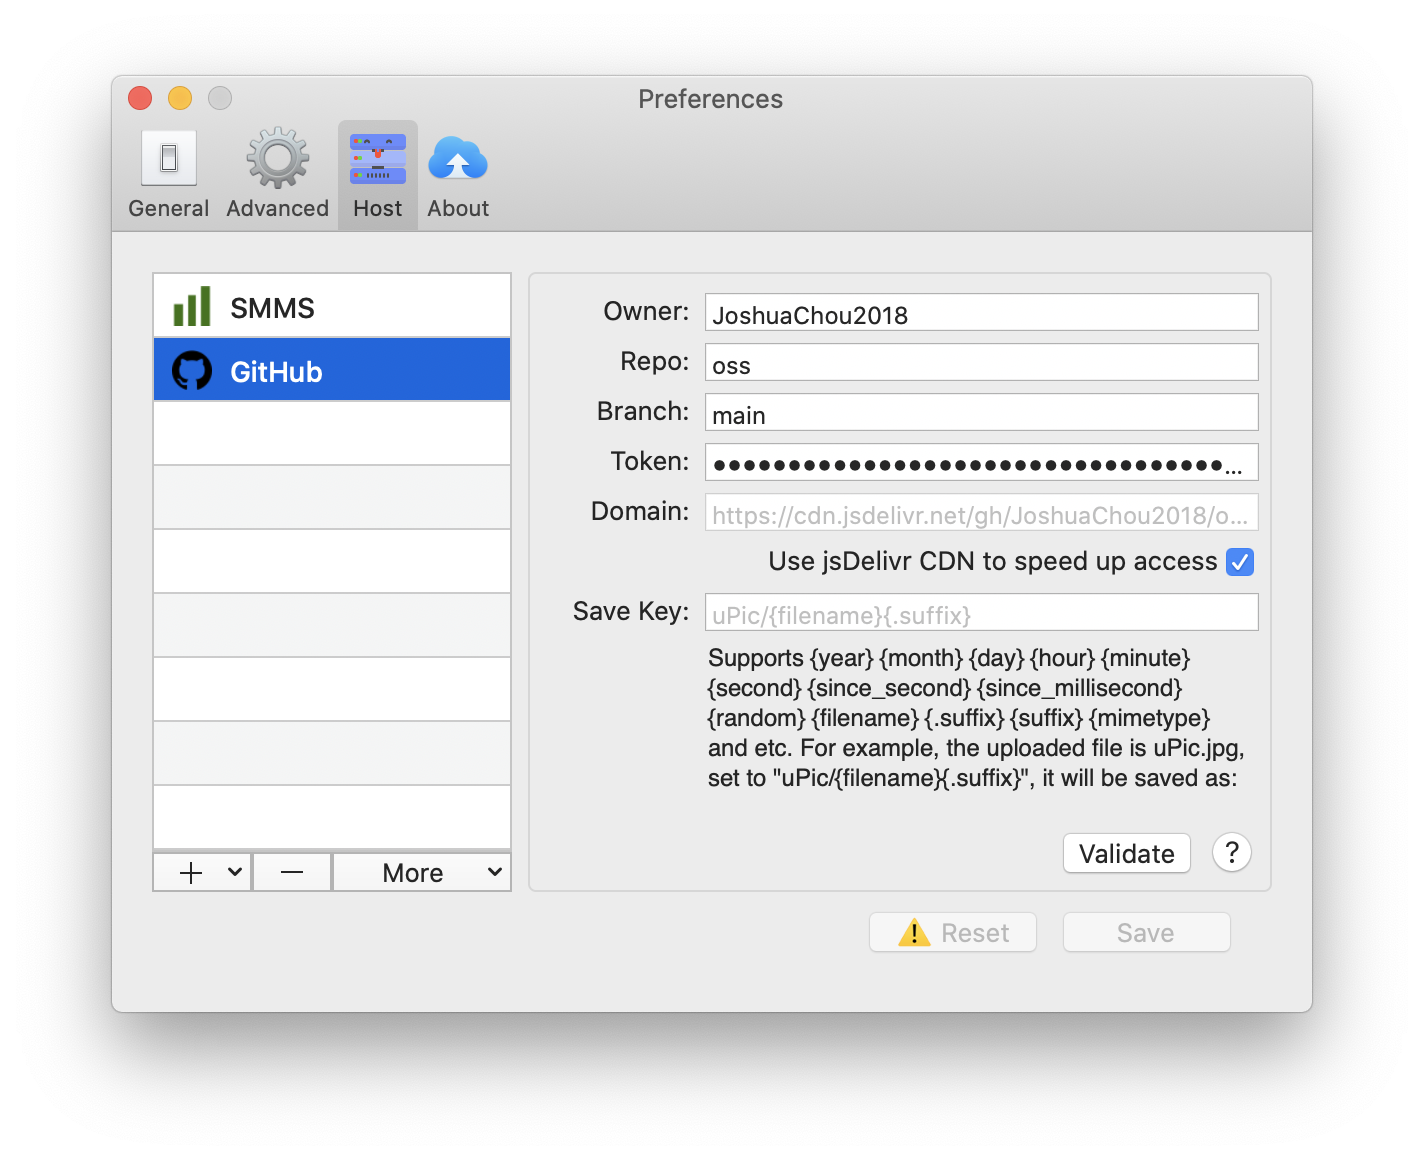 Preferences
General
Advanced
Host
About
SMMS
GitHub
More
Owner: JoshuaChou2018
Repo: oss
Branch: main
Token: ●●●●●●●●●●●●●●●●●●●●●●●●●●●●●●●●●●...
Domain: https://cdn.jsdelivr.net/gh/JoshuaChou2018/o...
Use jsDelivr CDN to speed up access
Save Key: uPic/{filename}{.suffix}
Supports {year} {month} {day} {hour} {minute}
{second} {since_second} {since_millisecond}
{random} {filename} {.suffix} {suffix} {mimetype}
and etc. For example, the uploaded file is uPic.jpg,
set to "uPic/{filename}{.suffix}", it will be saved as:
Validate
?
Reset
Save